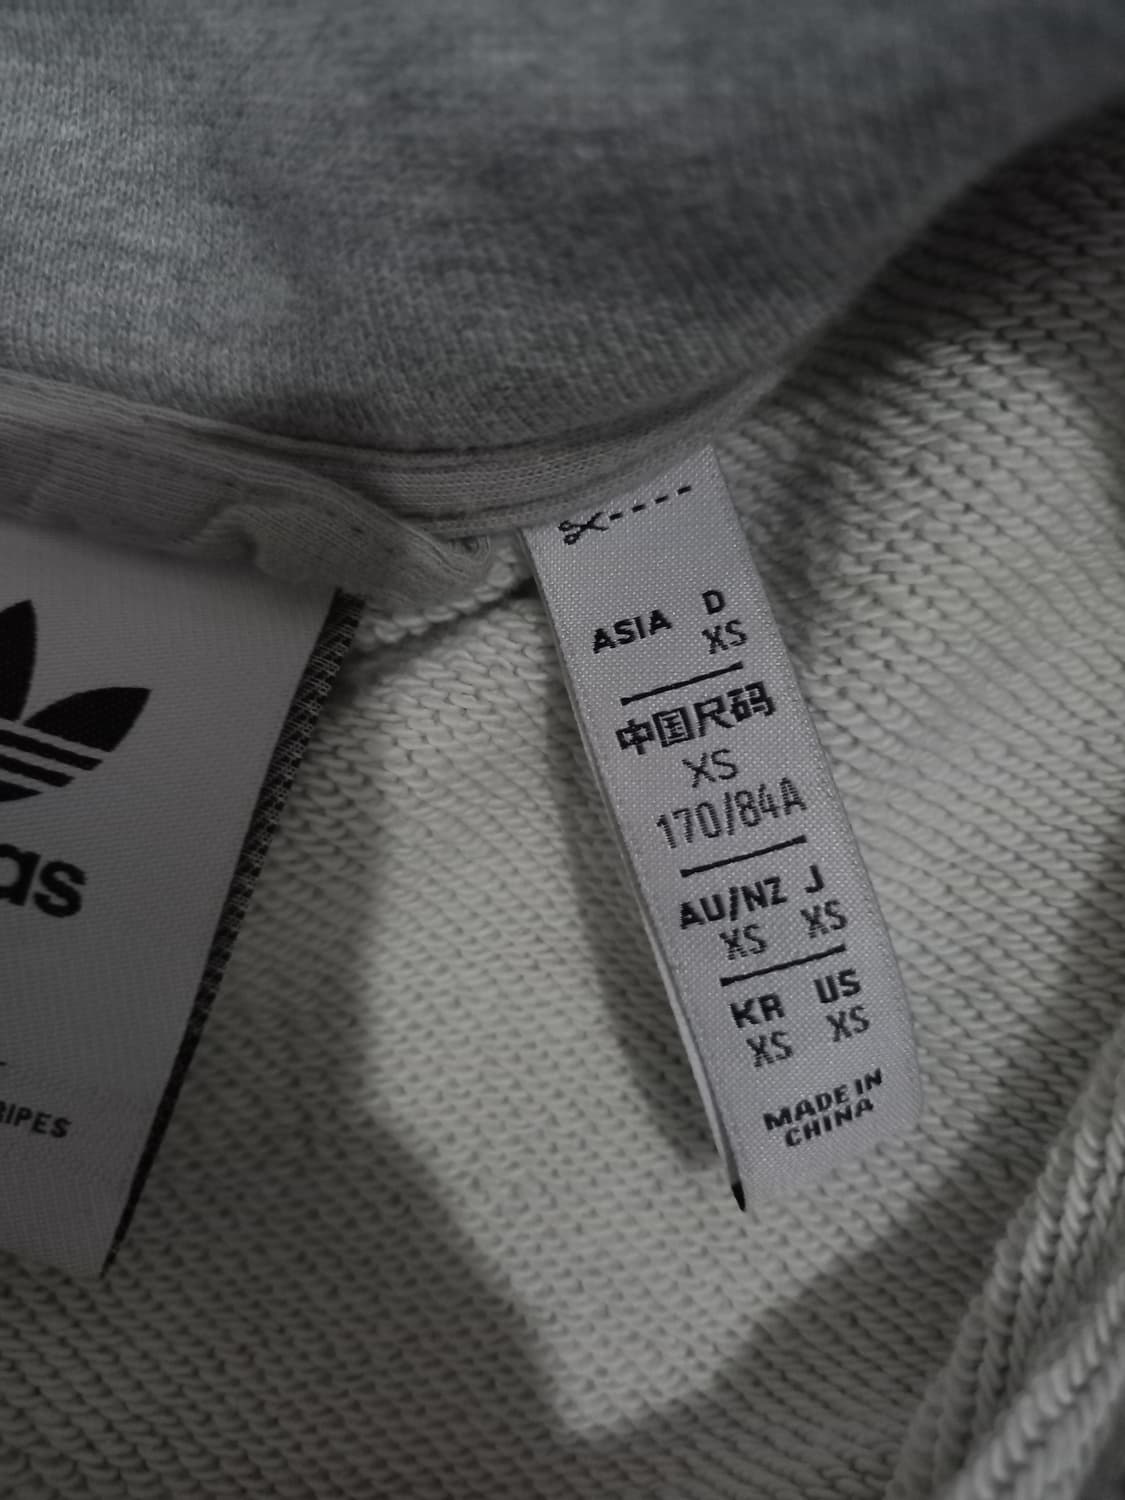 as
RIPES
ASIA D
XS
中国尺码
XS
170/84A
AU/NZ J
XS XS
KR US
XS XS
MADE IN
CHINA